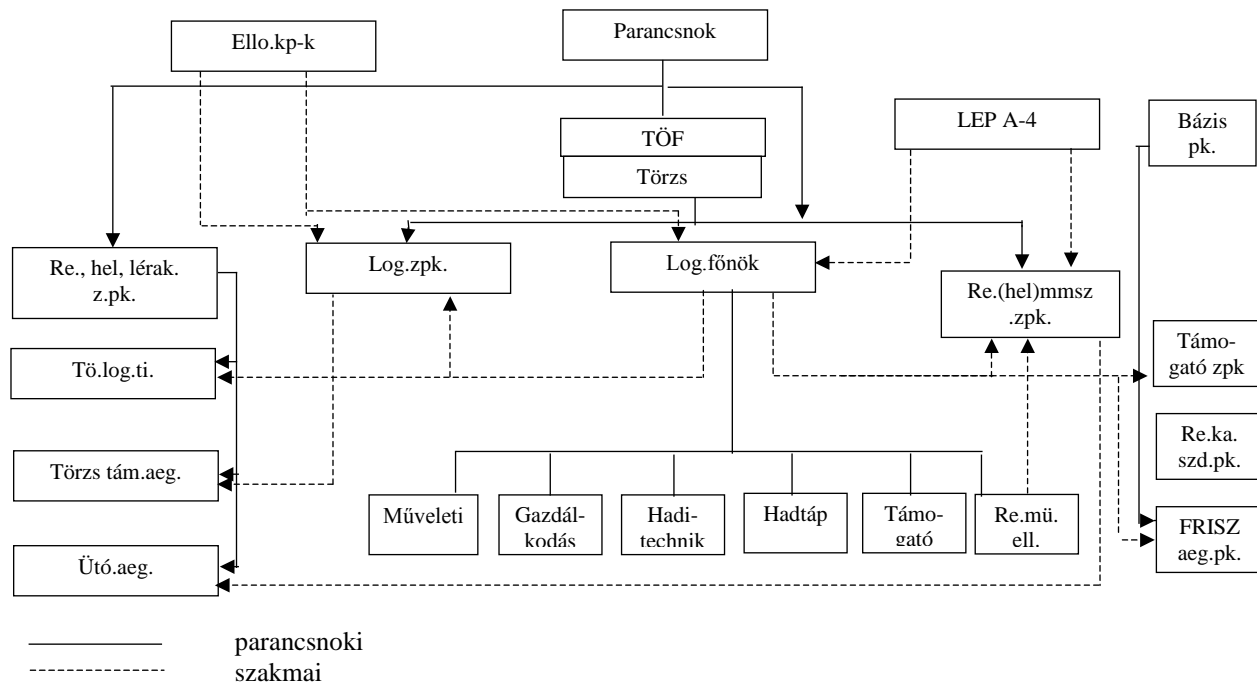 Ello.kp-k
Parancsnok
LEP A-4
Bázis
pk.
TÖF
Törzs
Re., hel, lérak.
z.pk.
Log.zpk.
Log.főnök
Re.(hel)mmsz
.zpk.
Tö.log.ti.
Támo-
gató zpk
Re.ka.
szd.pk.
Törzs tám.aeg.
Műveleti
Gazdál-
kodás
Hadi-
technik
Hadtáp
Támo-
gató
Re.mü.
ell.
FRISZ
aeg.pk.
Ütó.aeg.
parancsnoki
szakmai